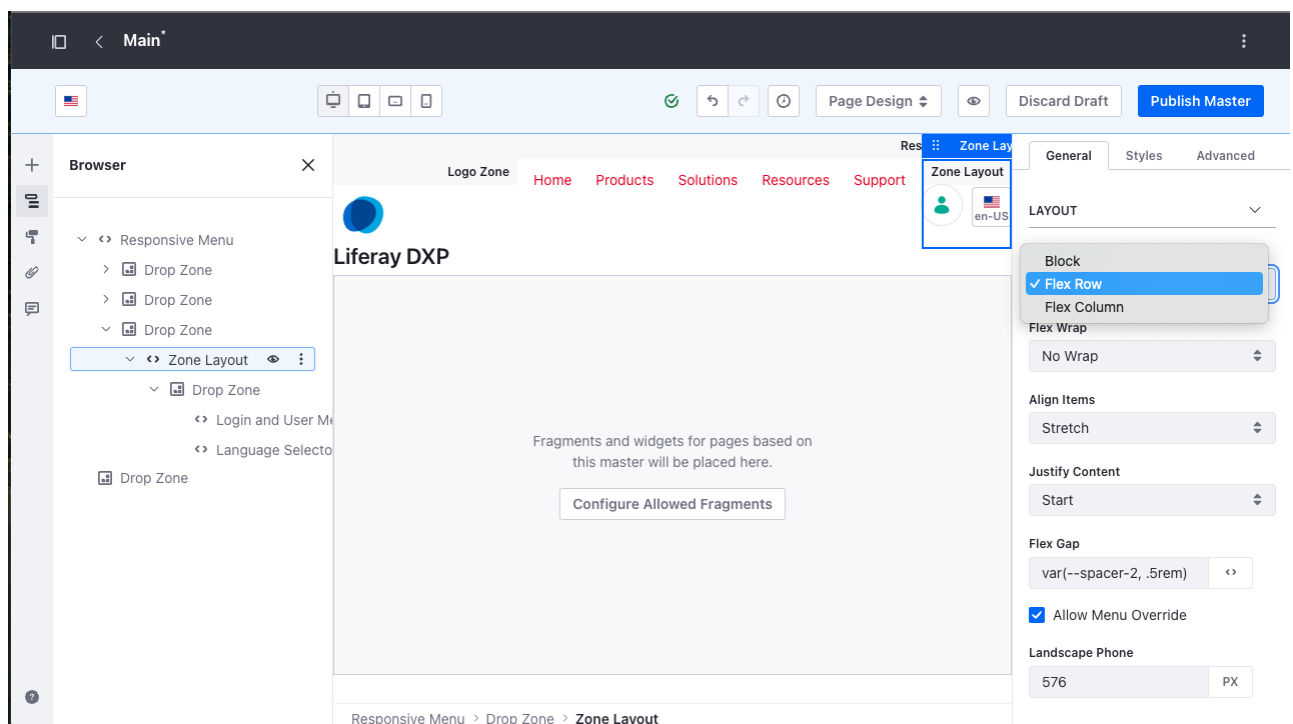 Main*
Page Design
Discard Draft
Publish Master
Browser
Responsive Menu
Drop Zone
Drop Zone
Drop Zone
Zone Layout
Drop Zone
Login and User Me
Language Selecto
Drop Zone
Res
Zone Lay
Logo Zone
Home
Products
Solutions
Resources
Support
Zone Layout
en-US
Liferay DXP
Fragments and widgets for pages based on
this master will be placed here.
Configure Allowed Fragments
Responsive Menu > Drop Zone > Zone Layout
General
Styles
Advanced
LAYOUT
Block
✓ Flex Row
Flex Column
Flex Wrap
No Wrap
Align Items
Stretch
Justify Content
Start
Flex Gap
var(--spacer-2, .5rem)
Allow Menu Override
Landscape Phone
576 PX